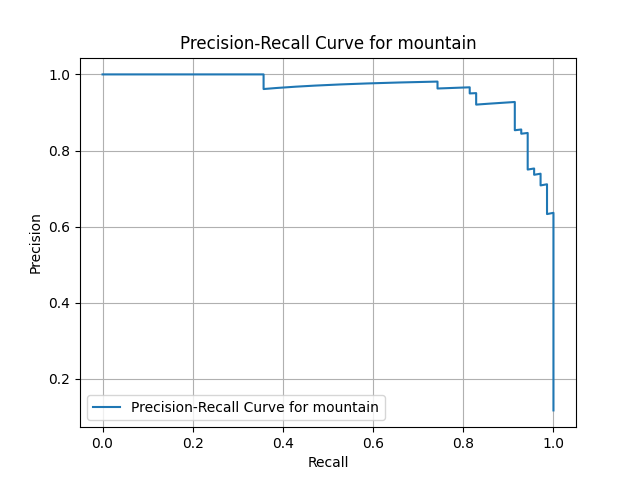 Precision-Recall Curve for mountain
1.0
0.8
0.6
0.4
0.2
Precision
Precision-Recall Curve for mountain
0.0 0.2 0.4 0.6 0.8 1.0
Recall